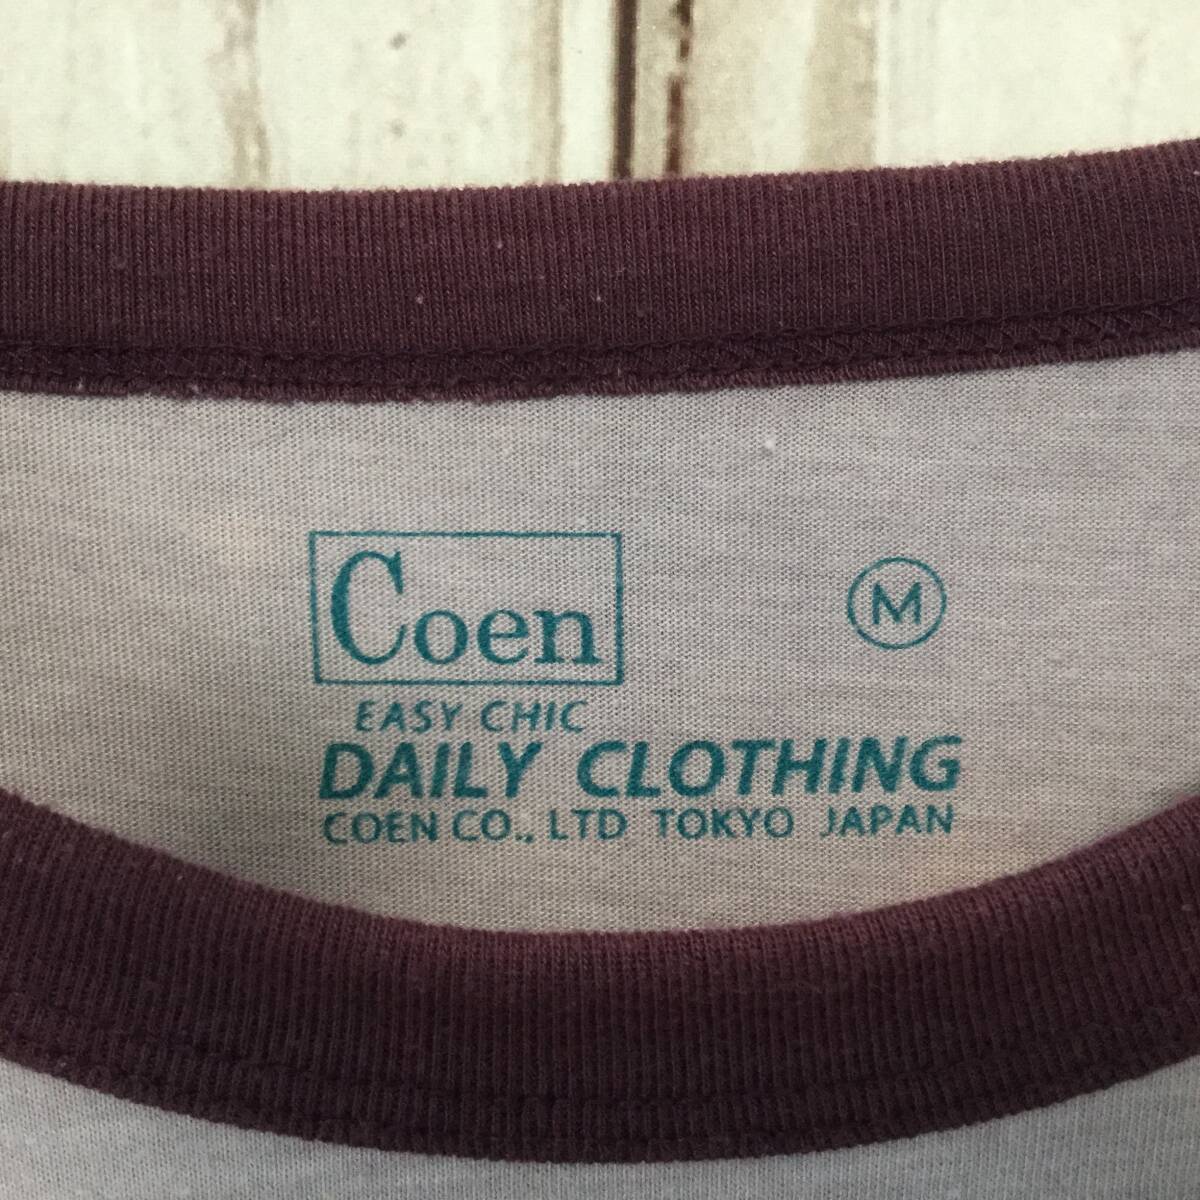 Coen
M
EASY CHIC
DAILY CLOTHING
COEN CO., LTD TOKYO JAPAN